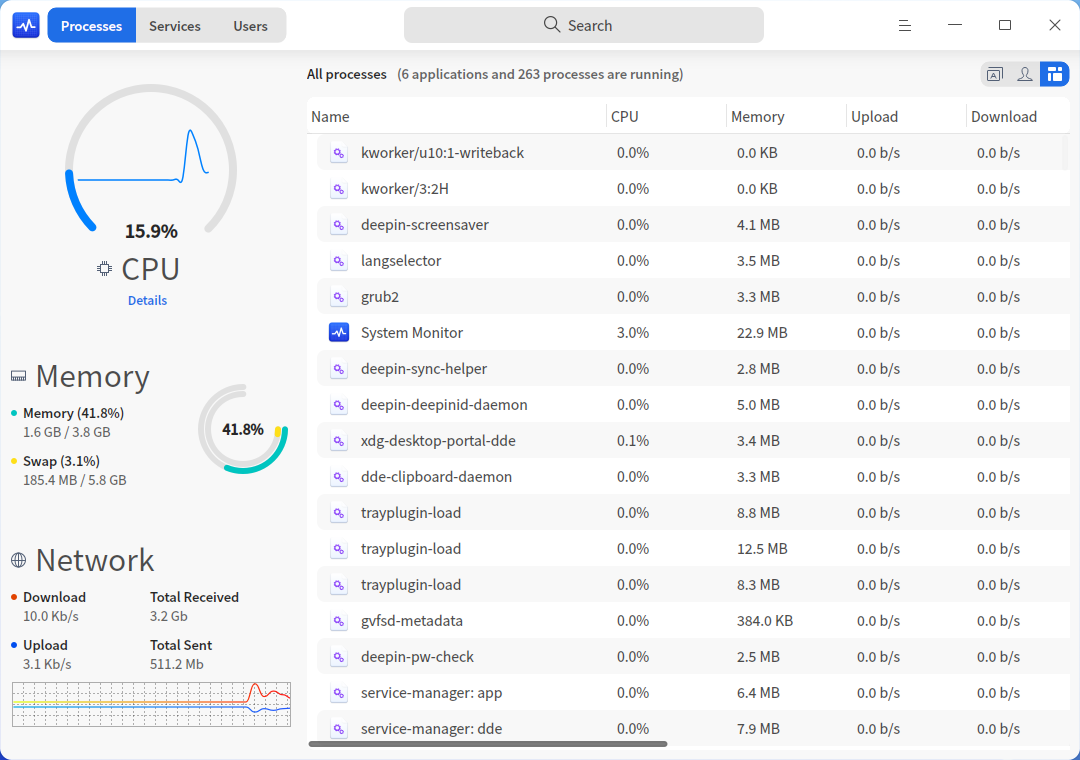 Processes Services Users Search
All processes (6 applications and 263 processes are running)
15.9%
CPU
Details
Memory
Memory (41.8%)
1.6 GB / 3.8 GB
41.8%
Swap (3.1%)
185.4 MB / 5.8 GB
Network
Download Total Received
10.0 Kb/s 3.2 Gb
Upload Total Sent
3.1 Kb/s 511.2 Mb
Name CPU Memory Upload Download
kworker/u10:1-writeback 0.0% 0.0 KB 0.0 b/s 0.0 b/s
kworker/3:2H 0.0% 0.0 KB 0.0 b/s 0.0 b/s
deepin-screensaver 0.0% 4.1 MB 0.0 b/s 0.0 b/s
langselector 0.0% 3.5 MB 0.0 b/s 0.0 b/s
grub2 0.0% 3.3 MB 0.0 b/s 0.0 b/s
System Monitor 3.0% 22.9 MB 0.0 b/s 0.0 b/s
deepin-sync-helper 0.0% 2.8 MB 0.0 b/s 0.0 b/s
deepin-deepinid-daemon 0.0% 5.0 MB 0.0 b/s 0.0 b/s
xdg-desktop-portal-dde 0.1% 3.4 MB 0.0 b/s 0.0 b/s
dde-clipboard-daemon 0.0% 3.3 MB 0.0 b/s 0.0 b/s
trayplugin-load 0.0% 8.8 MB 0.0 b/s 0.0 b/s
trayplugin-load 0.0% 12.5 MB 0.0 b/s 0.0 b/s
trayplugin-load 0.0% 8.3 MB 0.0 b/s 0.0 b/s
gvfsd-metadata 0.0% 384.0 KB 0.0 b/s 0.0 b/s
deepin-pw-check 0.0% 2.5 MB 0.0 b/s 0.0 b/s
service-manager: app 0.0% 6.4 MB 0.0 b/s 0.0 b/s
service-manager: dde 0.0% 7.9 MB 0.0 b/s 0.0 b/s